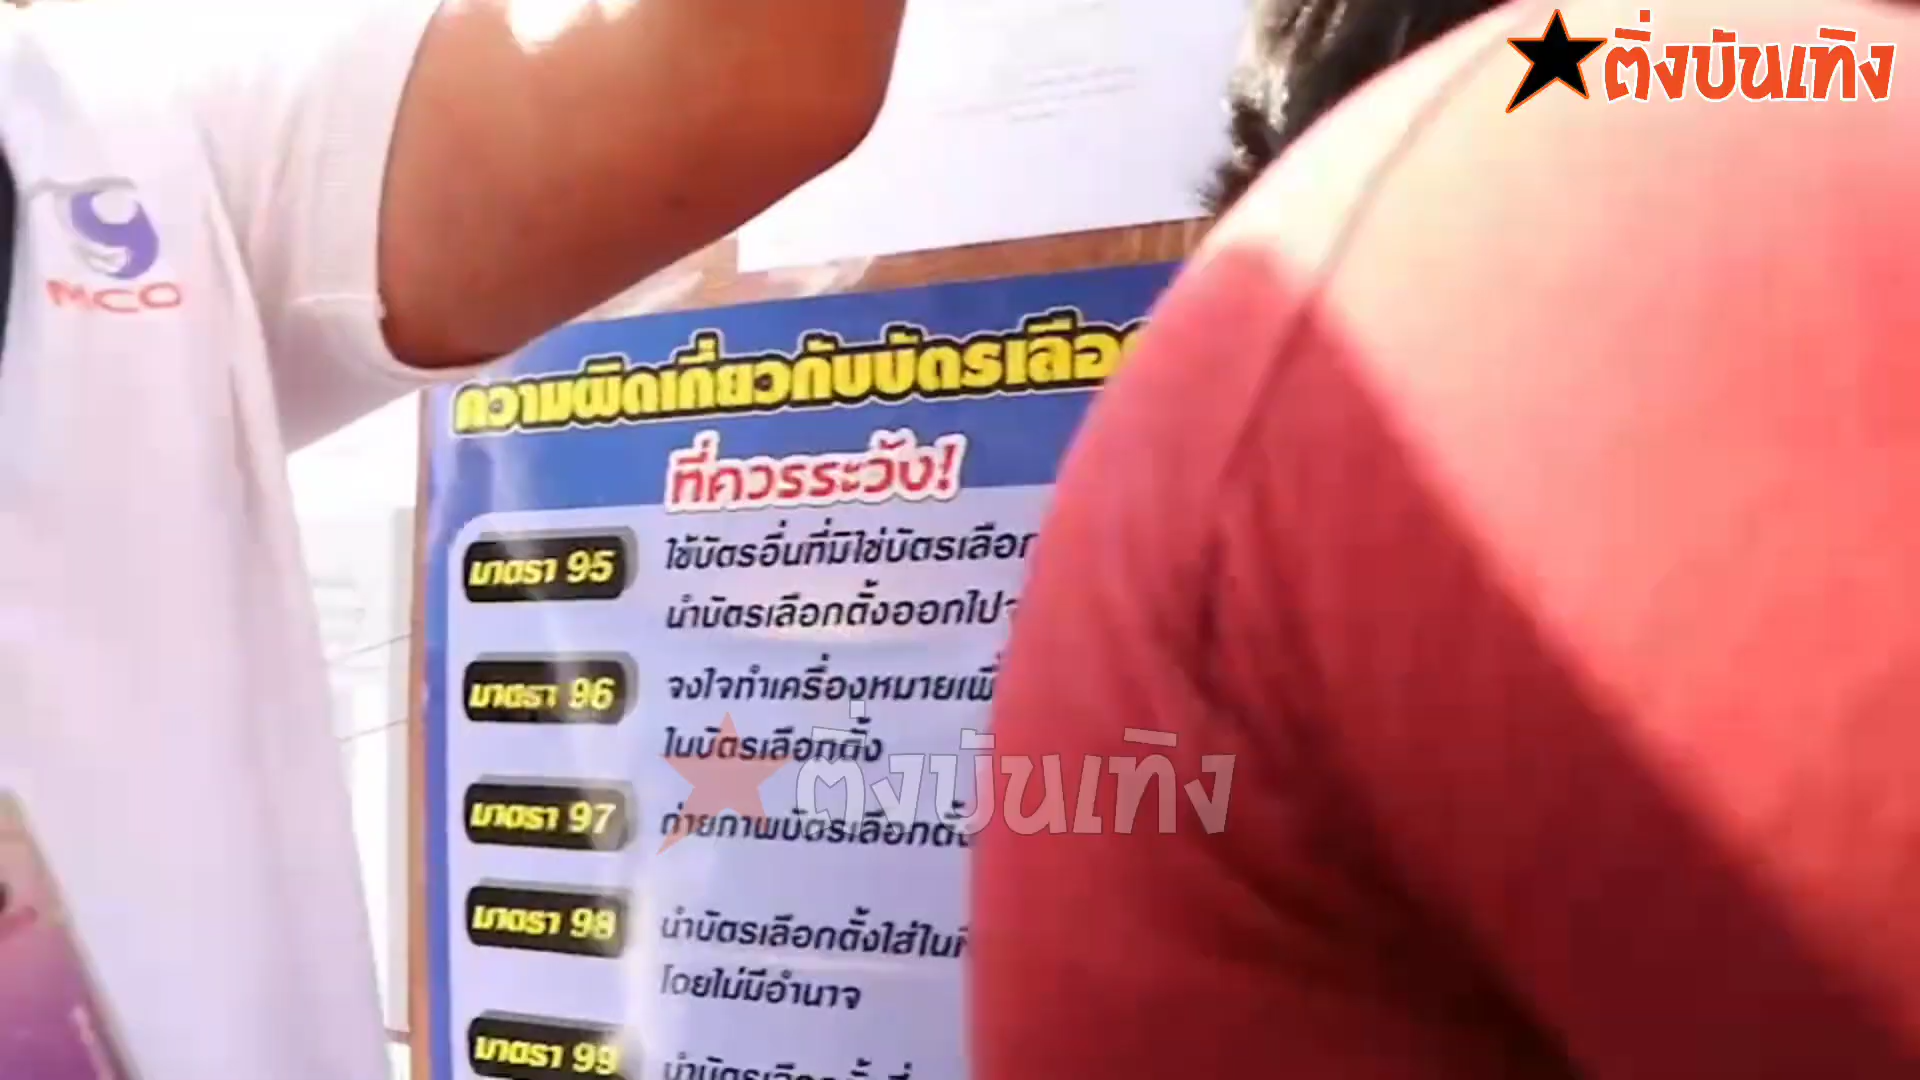 ติ่งบันเทิง
MCO
ความผิดเกี่ยวกับบัตรเลือ
ที่ควรระวัง!
มาตรา 95
ใช้บัตรอื่นที่มิใช่บัตรเลือก
นำบัตรเลือกตั้งออกไป
มาตรา 96
จงใจทำเครื่องหมายเพื่
ในบัตรเลือกตั้ง
ติ่งบันเทิง
มาตรา 97
ถ่ายภาพบัตรเลือกตั้ง
มาตรา 98
นำบัตรเลือกตั้งใส่ใน
โดยไม่มีอำนาจ
มาตรา 99